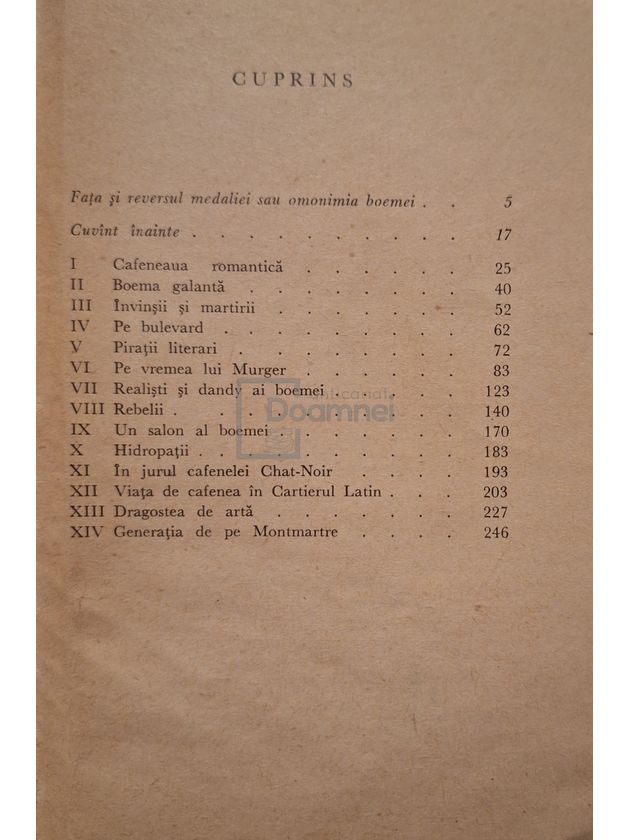 CUPRINS
Fața și reversul medaliei sau omonimia boemei . . 5
Cuvînt înainte . . . . . . . . . . 17
I Cafeneaua romantică . . . . . . 25
II Boema galantă . . . . . . . . 40
III Învinșii și martirii . . . . . . . 52
IV Pe bulevard . . . . . . . . . 62
V Pirații literari . . . . . . . . 72
VI Pe vremea lui Murger . . . . . . 83
VII Realiști și dandy ai boemei . . . . . 123
VIII Rebelii . . . . . . . . . . 140
IX Un salon al boemei . . . . . . . 170
X Hidropații . . . . . . . . . 183
XI În jurul cafenelei Chat-Noir . . . . 193
XII Viața de cafenea în Cartierul Latin . . . 203
XIII Dragostea de artă . . . . . . . 227
XIV Generația de pe Montmartre . . . . 246
anticariat
Doamnei